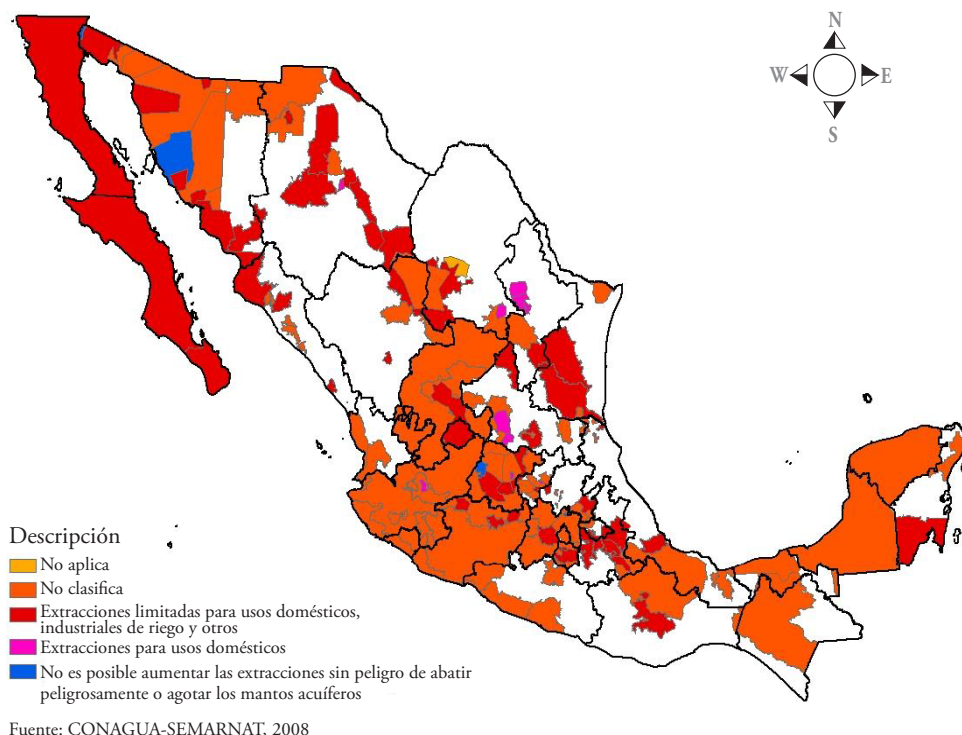 N
W
E
S
Descripción
No aplica
No clasifica
Extracciones limitadas para usos domésticos,
industriales de riego y otros
Extracciones para usos domésticos
No es posible aumentar las extracciones sin peligro de abatir
peligrosamente o agotar los mantos acuíferos
Fuente: CONAGUA-SEMARNAT, 2008